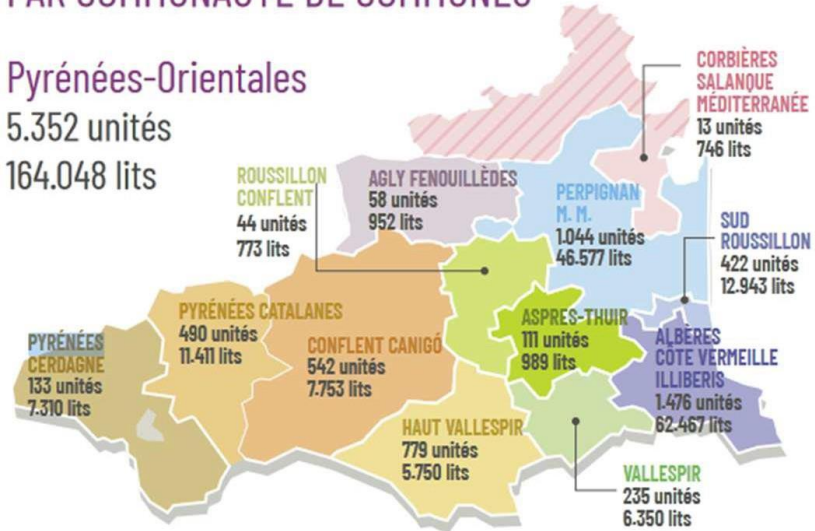 PAR COMMUNAUTÉ DE COMMUNES
Pyrénées-Orientales
5.352 unités
164.048 lits
CORBIÈRES
SALANQUE
MÉDITERRANÉE
13 unités
746 lits
ROUSSILLON
CONFLENT
44 unités
773 lits
AGLY FENOUILLÈDES
58 unités
952 lits
PERPIGNAN
M. M.
1.044 unités
46.577 lits
SUD
ROUSSILLON
422 unités
12.943 lits
PYRÉNÉES
CERDAGNE
133 unités
7.310 lits
PYRÉNÉES CATALANES
490 unités
11.411 lits
CONFLENT CANIGÓ
542 unités
7.753 lits
ASPRES-THUIR
111 unités
989 lits
ALBÈRES
CÔTE VERMEILLE
ILLIBERIS
1.476 unités
62.467 lits
HAUT VALLESPIR
779 unités
5.750 lits
VALLESPIR
235 unités
6.350 lits